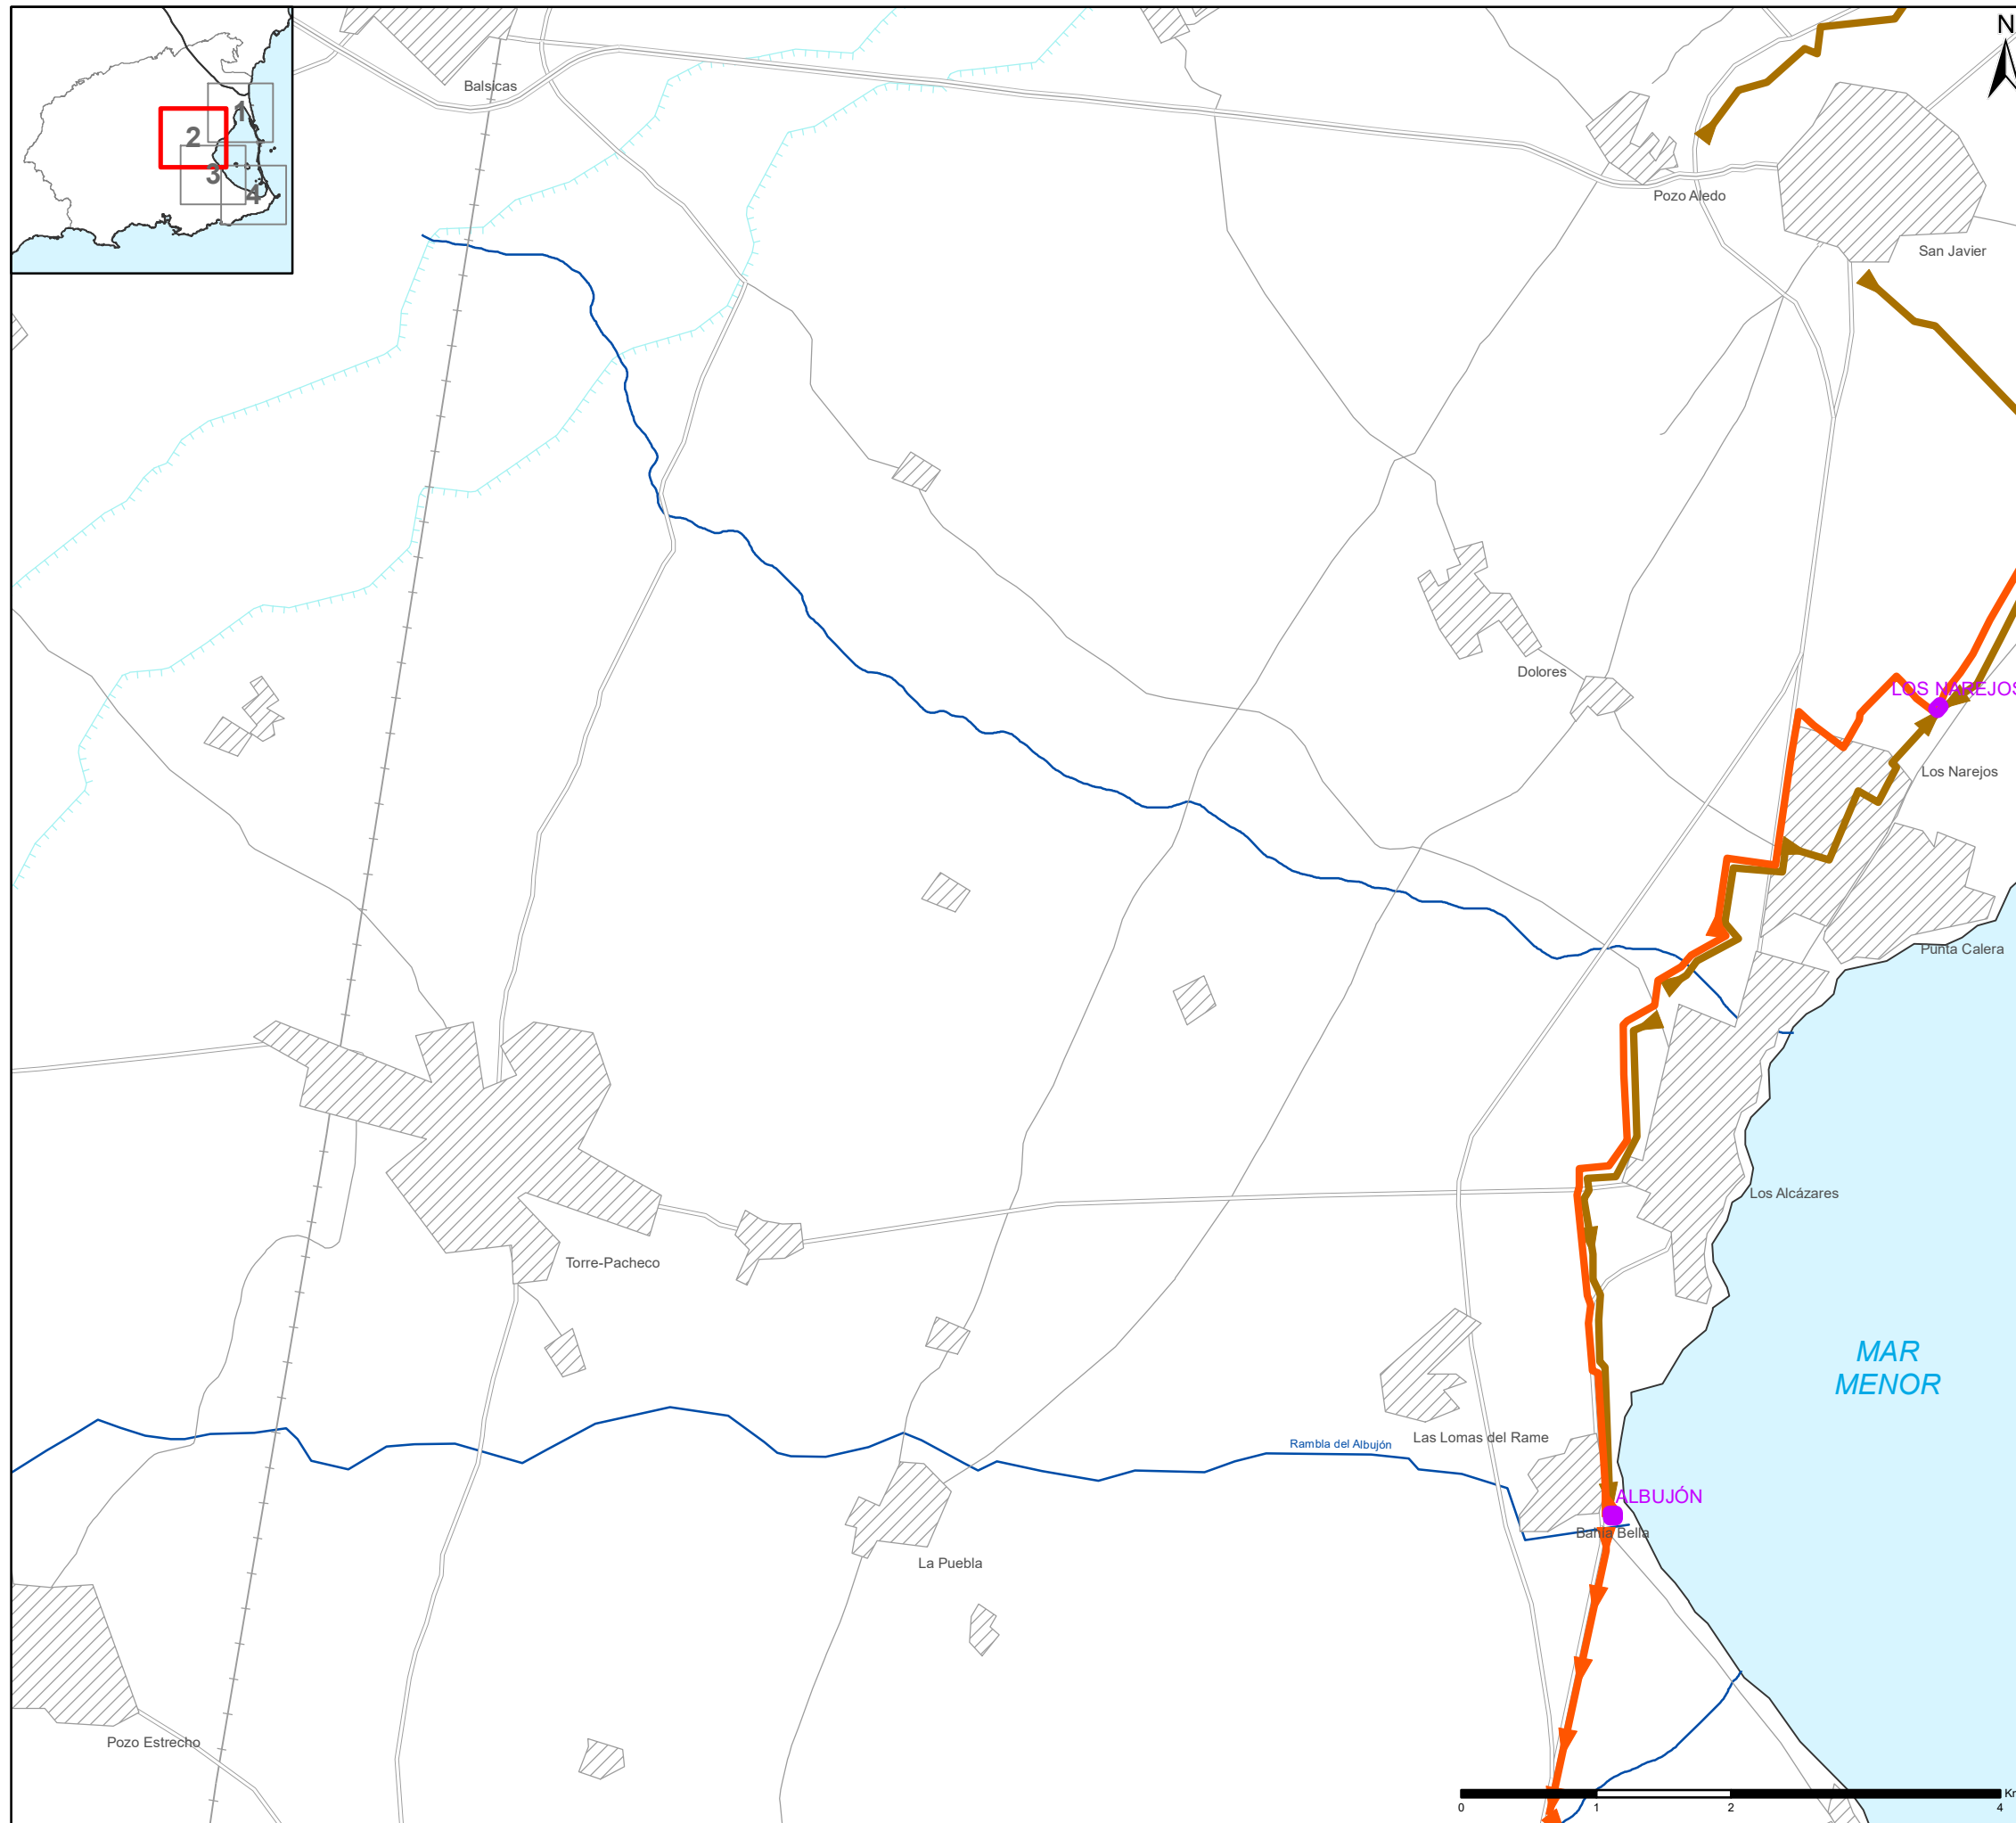 N
Balsicas
1
2
3
4
Pozo Aledo
San Javier
Dolores
LOS NAREJOS
Los Narejos
Punta Calera
Los Alcázares
Torre-Pacheco
MAR
MENOR
Las Lomas del Rame
Rambla del Albujón
ALBUJÓN
Bahía Bella
La Puebla
Pozo Estrecho
Km
0 1 2 4